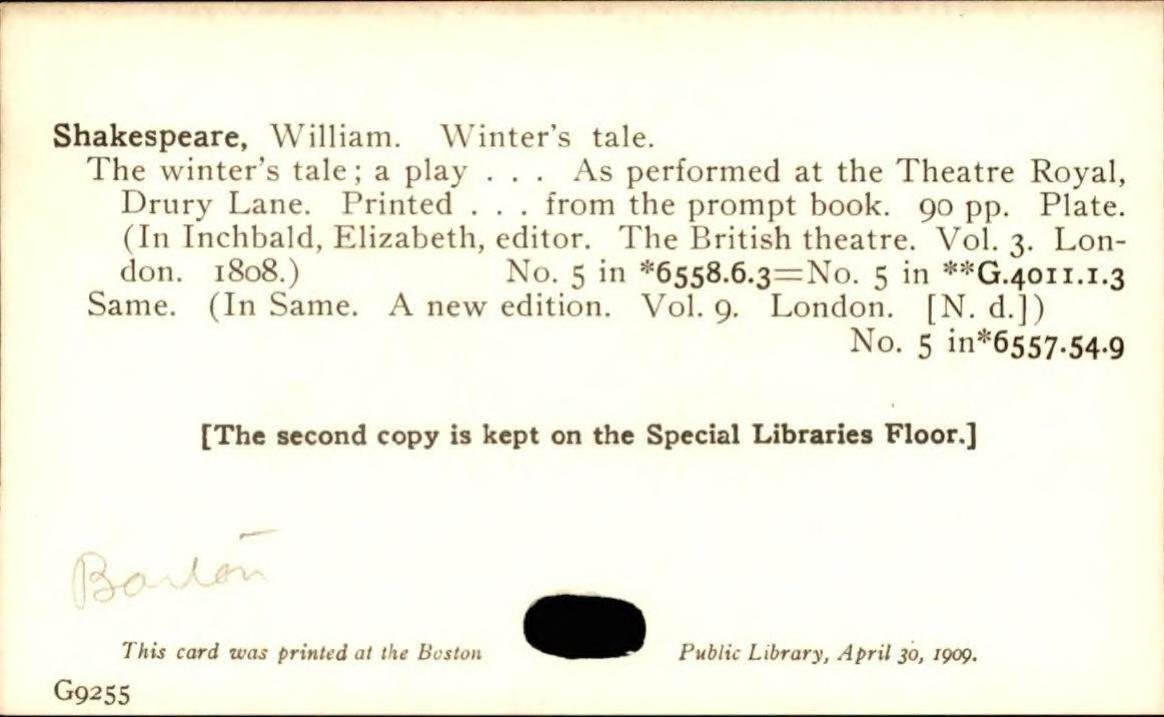 Shakespeare, William. Winter's tale.
The winter's tale; a play . . . As performed at the Theatre Royal,
Drury Lane. Printed . . . from the prompt book. 90 pp. Plate.
(In Inchbald, Elizabeth, editor. The British theatre. Vol. 3. Lon-
don. 1808.) No. 5 in *6558.6.3=No. 5 in **G.4011.1.3
Same. (In Same. A new edition. Vol. 9. London. [N. d.])
No. 5 in*6557.54.9
[The second copy is kept on the Special Libraries Floor.]
Barton
This card was printed at the Boston Public Library, April 30, 1909.
G9255